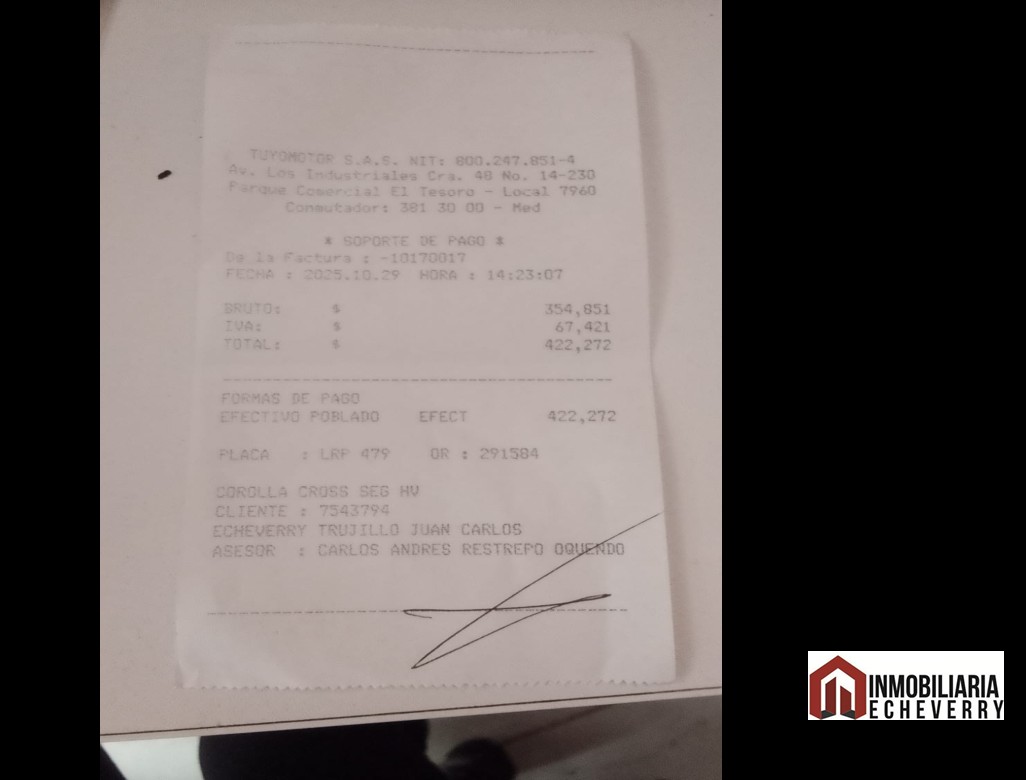 TUYOMOTOR S.A.S. NIT: 800.247.851-4
Av. Los Industriales Cra. 48 No. 14-230
Parque Comercial El Tesoro - Local 7960
Conmutador: 381 30 00 - Med
* SOPORTE DE PAGO *
De la Factura : -10170017
FECHA : 2025.10.29 HORA : 14:23:07
BRUTO: $ 354,851
IVA: $ 67,421
TOTAL: $ 422,272
FORMAS DE PAGO
EFECTIVO POBLADO EFECT 422,272
PLACA : LRP 479 OR : 291584
COROLLA CROSS SEG HV
CLIENTE : 7543794
ECHEVERRY TRUJILLO JUAN CARLOS
ASESOR : CARLOS ANDRES RESTREPO OQUENDO
INMOBILIARIA
ECHEVERRY